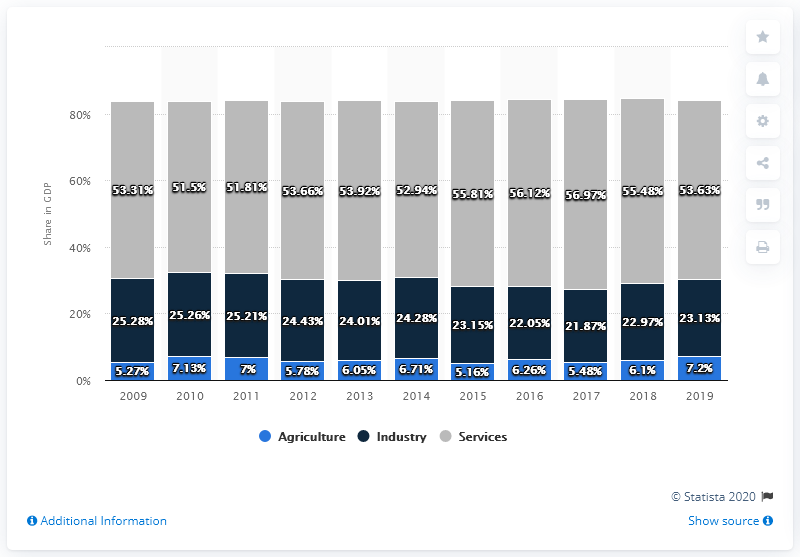 Share in GDP
80%
60%
40%
20%
0%
53.31% 51.5% 51.81% 53.66% 53.92% 52.94% 55.81% 56.12% 56.97% 55.48% 53.63%
25.28% 25.26% 25.21% 24.43% 24.01% 24.28% 23.15% 22.05% 21.87% 22.97% 23.13%
5.27% 7.13% 7% 5.78% 6.05% 6.71% 5.16% 6.26% 5.48% 6.1% 7.2%
2009 2010 2011 2012 2013 2014 2015 2016 2017 2018 2019
Agriculture Industry Services
© Statista 2020
Additional Information Show source